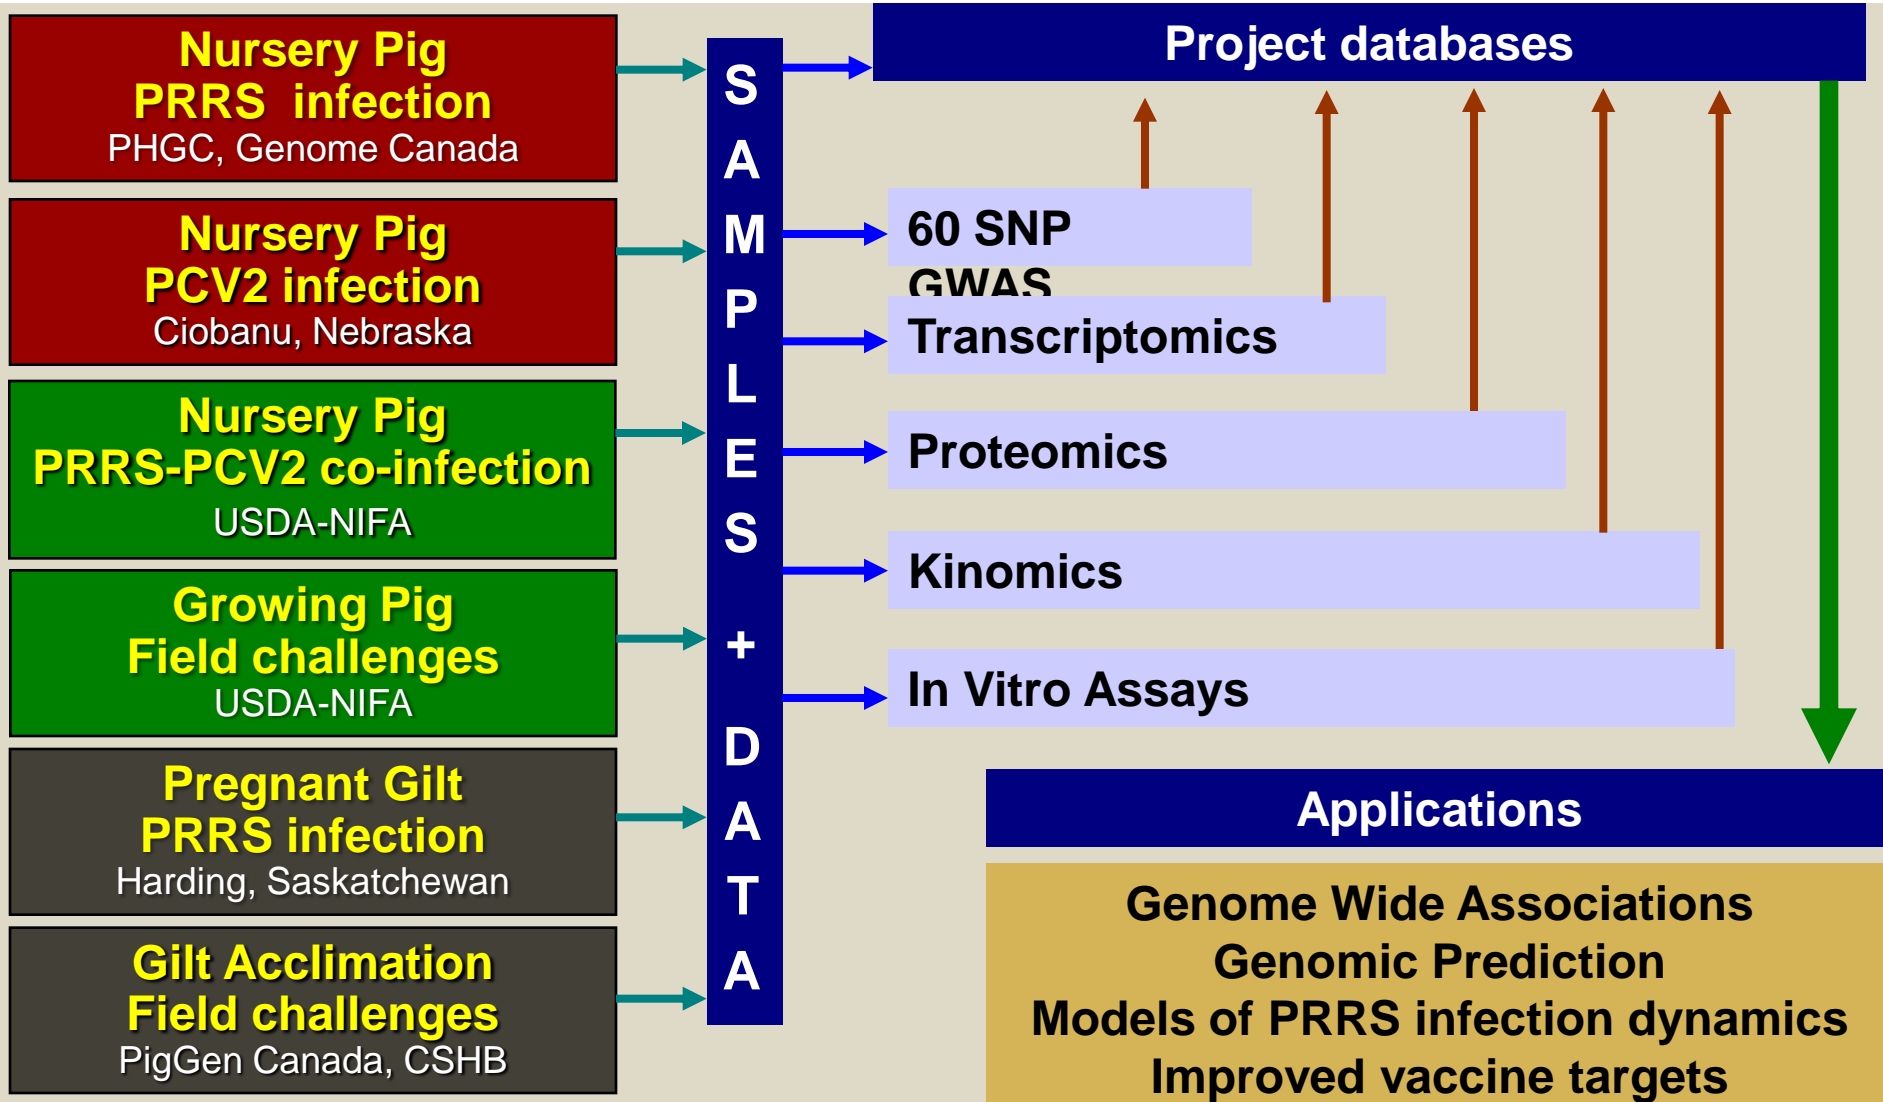 Nursery Pig
PRRS infection
PHGC, Genome Canada
Nursery Pig
PCV2 infection
Ciobanu, Nebraska
Nursery Pig
PRRS-PCV2 co-infection
USDA-NIFA
Growing Pig
Field challenges
USDA-NIFA
Pregnant Gilt
PRRS infection
Harding, Saskatchewan
Gilt Acclimation
Field challenges
PigGen Canada, CSHB
SAMPLES + DATA
Project databases
60 SNP
GWAS
Transcriptomics
Proteomics
Kinomics
In Vitro Assays
Applications
Genome Wide Associations
Genomic Prediction
Models of PRRS infection dynamics
Improved vaccine targets